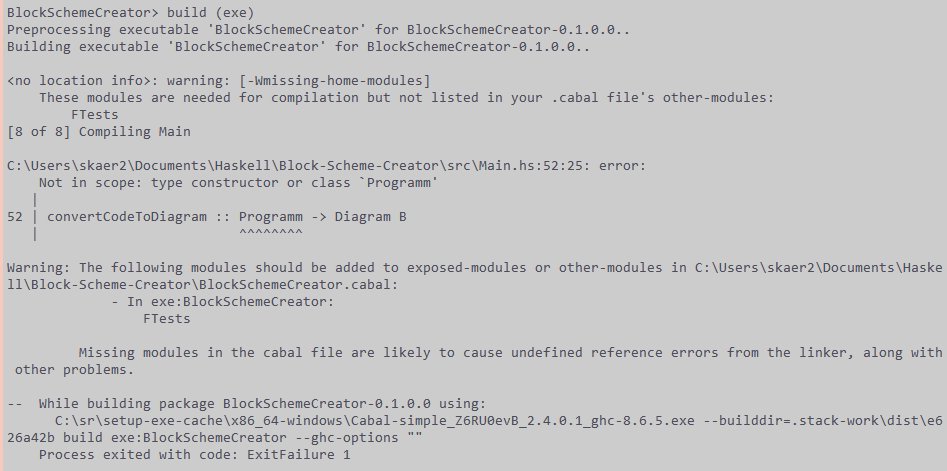 BlockSchemeCreator> build (exe)
Preprocessing executable 'BlockSchemeCreator' for BlockSchemeCreator-0.1.0.0..
Building executable 'BlockSchemeCreator' for BlockSchemeCreator-0.1.0.0..

<no location info>: warning: [-Wmissing-home-modules]
    These modules are needed for compilation but not listed in your .cabal file's other-modules:
        FTests
[8 of 8] Compiling Main

C:\Users\skaer2\Documents\Haskell\Block-Scheme-Creator\src\Main.hs:52:25: error:
    Not in scope: type constructor or class `Programm'
   |
52 | convertCodeToDiagram :: Programm -> Diagram B
   |                         ^^^^^^^^

Warning: The following modules should be added to exposed-modules or other-modules in C:\Users\skaer2\Documents\Haske
ll\Block-Scheme-Creator\BlockSchemeCreator.cabal:
             - In exe:BlockSchemeCreator:
                 FTests

         Missing modules in the cabal file are likely to cause undefined reference errors from the linker, along with
 other problems.

--  While building package BlockSchemeCreator-0.1.0.0 using:
      C:\sr\setup-exe-cache\x86_64-windows\Cabal-simple_Z6RU0evB_2.4.0.1_ghc-8.6.5.exe --builddir=.stack-work\dist\e6
26a42b build exe:BlockSchemeCreator --ghc-options ""
    Process exited with code: ExitFailure 1